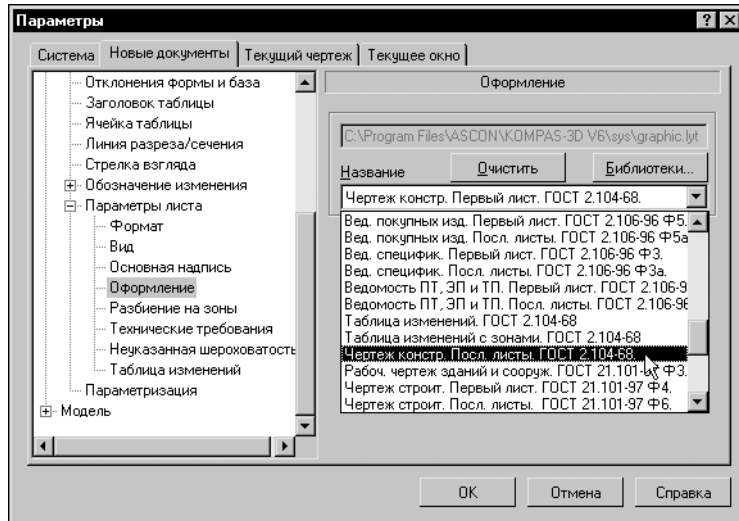 Параметры
Система Новые документы Текущий чертеж Текущее окно
Отклонения формы и база
Заголовок таблицы
Ячейка таблицы
Линия разреза/сечения
Стрелка взгляда
Обозначение изменения
Параметры листа
Формат
Вид
Основная надпись
Оформление
Разбиение на зоны
Технические требования
Неуказанная шероховатость
Таблица изменений
Параметризация
Модель
Оформление
C:\Program Files\ASCON\KOMPAS-3D V6\sys\graphic.lyt
Название Очистить Библиотеки...
Чертеж констр. Первый лист. ГОСТ 2.104-68.
Вед. покупных изд. Первый лист. ГОСТ 2.106-96 Ф5.
Вед. покупных изд. Посл. листы. ГОСТ 2.106-96 Ф5а
Вед. специфик. Первый лист. ГОСТ 2.106-96 Ф3.
Вед. специфик. Посл. листы. ГОСТ 2.106-96 Ф3а.
Ведомость ПТ, ЭП и ТП. Первый лист. ГОСТ 2.106-9
Ведомость ПТ, ЭП и ТП. Посл. листы. ГОСТ 2.106-96
Таблица изменений. ГОСТ 2.104-68
Таблица изменений с зонами. ГОСТ 2.104-68
Чертеж констр. Посл. листы. ГОСТ 2.104-68.
Рабоч. чертеж зданий и сооруж. ГОСТ 21.101- Ф3.
Чертеж строит. Первый лист. ГОСТ 21.101-97 Ф4.
Чертеж строит. Посл. листы. ГОСТ 21.101-97 Ф6.
OK Отмена Справка